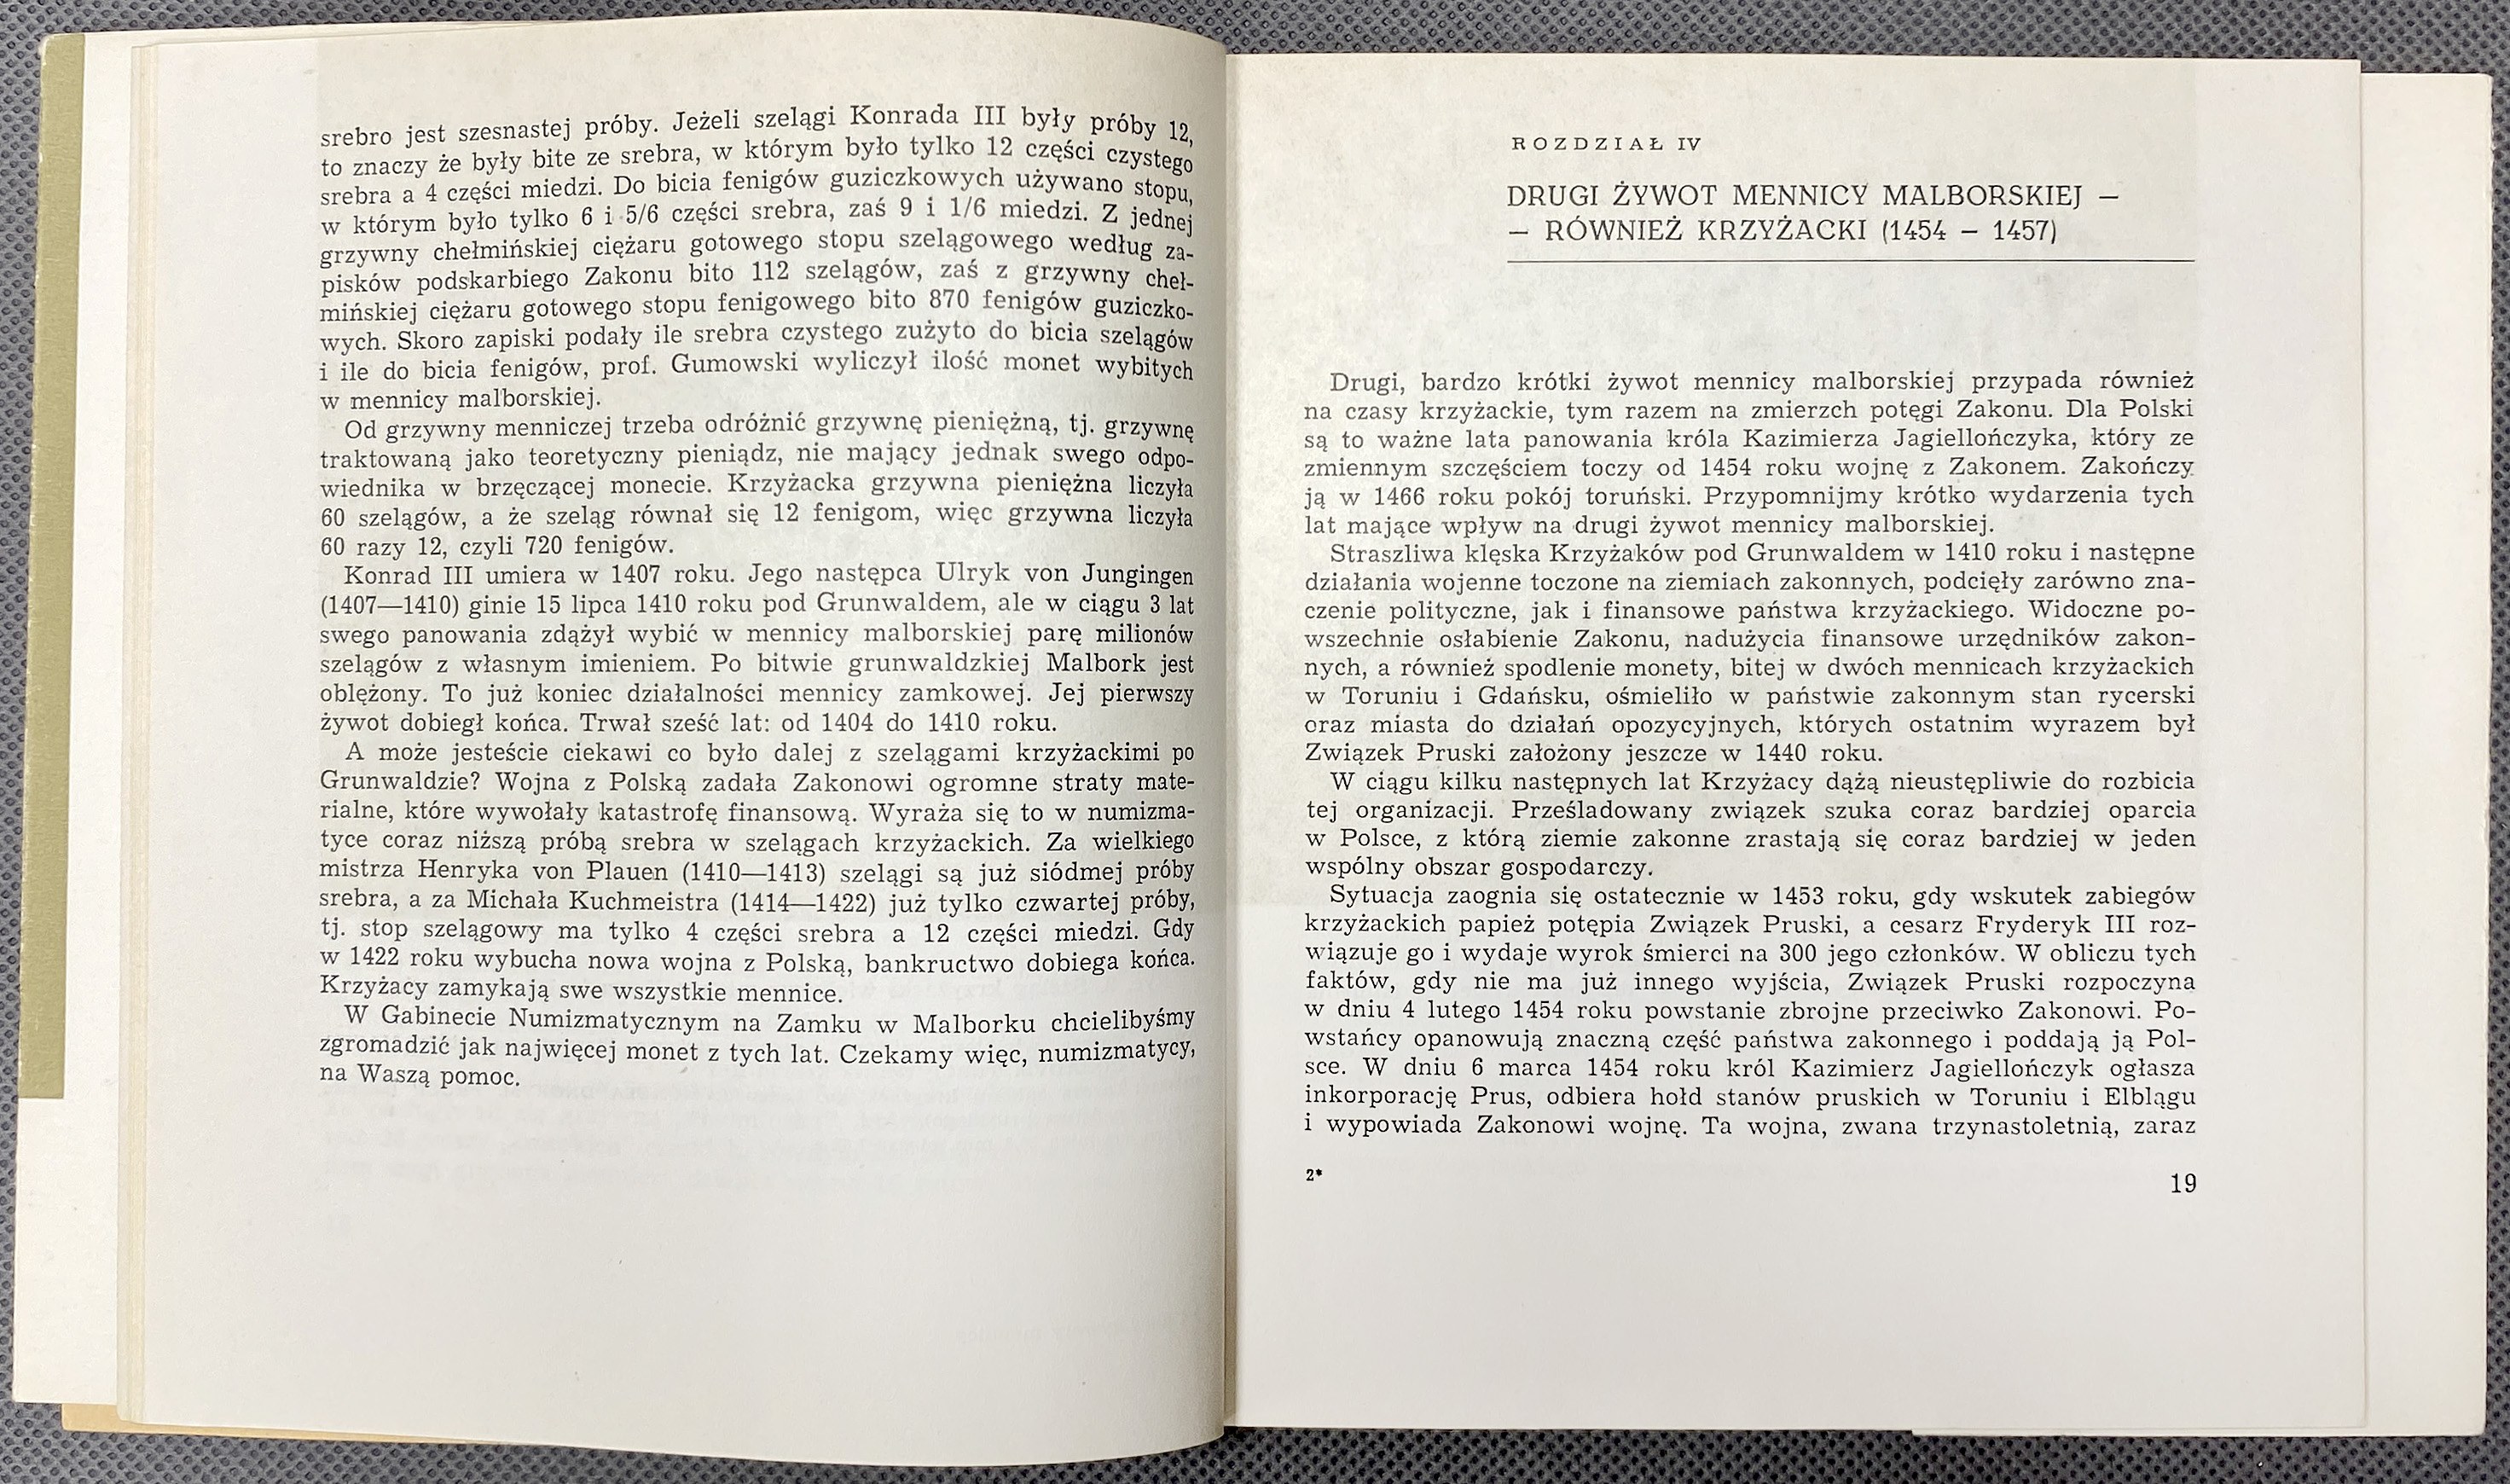 srebro jest szesnastej próby. Jeżeli szelągi Konrada III były próby 12,
to znaczy że były bite ze srebra, w którym było tylko 12 części czystego
srebra a 4 części miedzi. Do bicia fenigów guziczkowych używano stopu,
w którym było tylko 6 i 5/6 części srebra, zaś 9 i 1/6 miedzi. Z jednej
grzywny chełmińskiej ciężaru gotowego stopu szelągowego według za-
pisków podskarbiego Zakonu bito 112 szelągów, zaś z grzywny cheł-
mińskiej ciężaru gotowego stopu fenigowego bito 870 fenigów guziczko-
wych. Skoro zapiski podały ile srebra czystego zużyto do bicia szelągów
i ile do bicia fenigów, prof. Gumowski wyliczył ilość monet wybitych
w mennicy malborskiej.
Od grzywny menniczej trzeba odróżnić grzywnę pieniężną, tj. grzywnę
traktowaną jako teoretyczny pieniądz, nie mający jednak swego odpo-
wiednika w brzęczącej monecie. Krzyżacka grzywna pieniężna liczyła
60 szelągów, a że szeląg równał się 12 fenigom, więc grzywna liczyła
60 razy 12, czyli 720 fenigów.
Konrad III umiera w 1407 roku. Jego następca Ulryk von Jungingen
(1407—1410) ginie 15 lipca 1410 roku pod Grunwaldem, ale w ciągu 3 lat
swego panowania zdążył wybić w mennicy malborskiej parę milionów
szelągów z własnym imieniem. Po bitwie grunwaldzkiej Malbork jest
oblężony. To już koniec działalności mennicy zamkowej. Jej pierwszy
żywot dobiegł końca. Trwał sześć lat: od 1404 do 1410 roku.
A może jesteście ciekawi co było dalej z szelągami krzyżackimi po
Grunwaldzie? Wojna z Polską zadała Zakonowi ogromne straty mate-
rialne, które wywołały katastrofę finansową. Wyraża się to w numizma-
tyce coraz niższą próbą srebra w szelągach krzyżackich. Za wielkiego
mistrza Henryka von Plauen (1410—1413) szelągi są już siódmej próby
srebra, a za Michała Kuchmeistra (1414—1422) już tylko czwartej próby,
tj. stop szelągowy ma tylko 4 części srebra a 12 części miedzi. Gdy
w 1422 roku wybucha nowa wojna z Polską, bankructwo dobiega końca.
Krzyżacy zamykają swe wszystkie mennice.
W Gabinecie Numizmatycznym na Zamku w Malborku chcielibyśmy
zgromadzić jak najwięcej monet z tych lat. Czekamy więc, numizmatycy,
na Waszą pomoc.
ROZDZIAŁ IV
DRUGI ŻYWOT MENNICY MALBORSKIEJ –
– RÓWNIEŻ KRZYŻACKI (1454 – 1457)
Drugi, bardzo krótki żywot mennicy malborskiej przypada również
na czasy krzyżackie, tym razem na zmierzch potęgi Zakonu. Dla Polski
są to ważne lata panowania króla Kazimierza Jagiellończyka, który ze
zmiennym szczęściem toczy od 1454 roku wojnę z Zakonem. Zakończy
ją w 1466 roku pokój toruński. Przypomnijmy krótko wydarzenia tych
lat mające wpływ na drugi żywot mennicy malborskiej.
Straszliwa klęska Krzyżaków pod Grunwaldem w 1410 roku i następne
działania wojenne toczone na ziemiach zakonnych, podcięły zarówno zna-
czenie polityczne, jak i finansowe państwa krzyżackiego. Widoczne po-
wszechnie osłabienie Zakonu, nadużycia finansowe urzędników zakon-
nych, a również spodlenie monety, bitej w dwóch mennicach krzyżackich
w Toruniu i Gdańsku, ośmieliło w państwie zakonnym stan rycerski
oraz miasta do działań opozycyjnych, których ostatnim wyrazem był
Związek Pruski założony jeszcze w 1440 roku.
W ciągu kilku następnych lat Krzyżacy dążą nieustępliwie do rozbicia
tej organizacji. Prześladowany związek szuka coraz bardziej oparcia
w Polsce, z którą ziemie zakonne zrastają się coraz bardziej w jeden
wspólny obszar gospodarczy.
Sytuacja zaognia się ostatecznie w 1453 roku, gdy wskutek zabiegów
krzyżackich papież potępia Związek Pruski, a cesarz Fryderyk III roz-
wiązuje go i wydaje wyrok śmierci na 300 jego członków. W obliczu tych
faktów, gdy nie ma już innego wyjścia, Związek Pruski rozpoczyna
w dniu 4 lutego 1454 roku powstanie zbrojne przeciwko Zakonowi. Po-
wstańcy opanowują znaczną część państwa zakonnego i poddają ją Pol-
sce. W dniu 6 marca 1454 roku król Kazimierz Jagiellończyk ogłasza
inkorporację Prus, odbiera hołd stanów pruskich w Toruniu i Elblągu
i wypowiada Zakonowi wojnę. Ta wojna, zwana trzynastoletnią, zaraz
2*
19